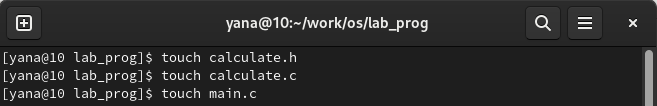 yana@10:~/work/os/lab_prog
[yana@10 lab_prog]$ touch calculate.h
[yana@10 lab_prog]$ touch calculate.c
[yana@10 lab_prog]$ touch main.c